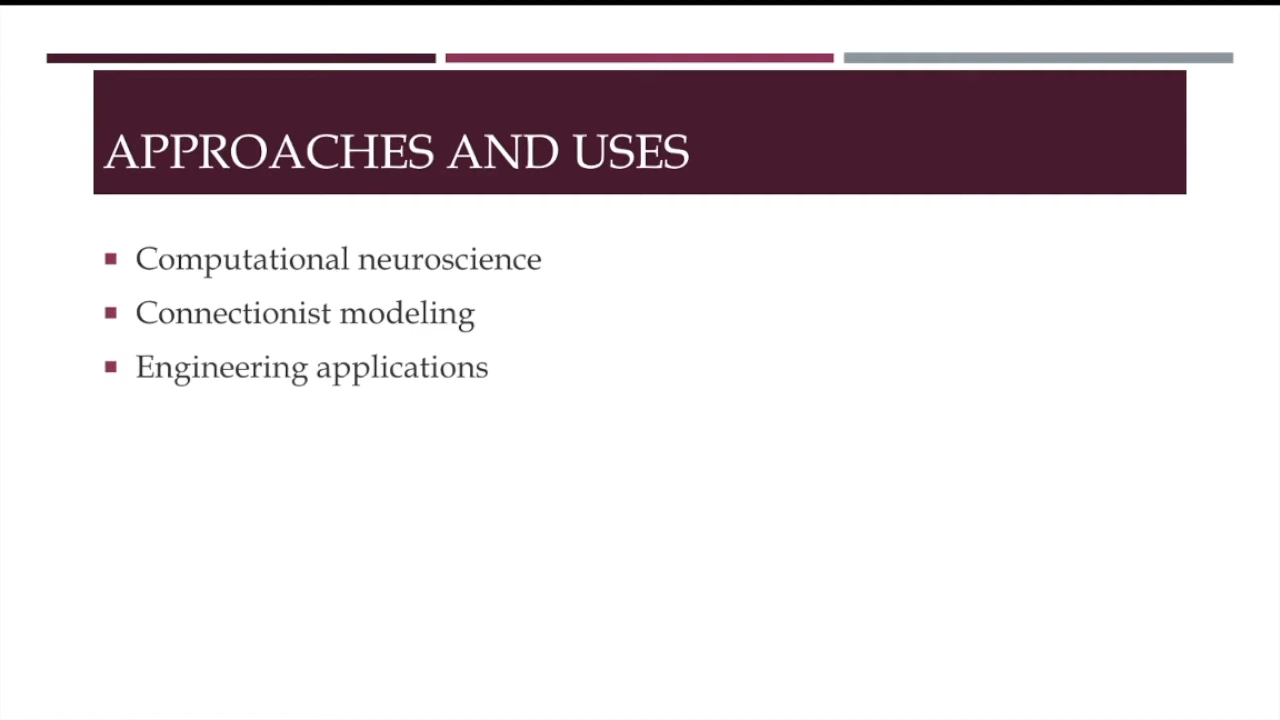 APPROACHES AND USES
Computational neuroscience
Connectionist modeling
Engineering applications